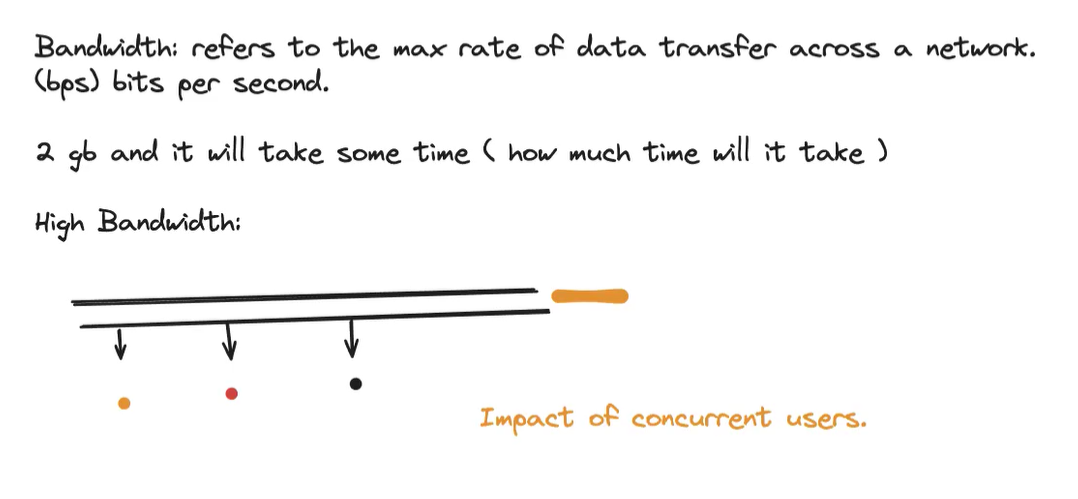 Bandwidth: refers to the max rate of data transfer across a network.
(bps) bits per second.
2 gb and it will take some time ( how much time will it take )
High Bandwidth:
Impact of concurrent users.